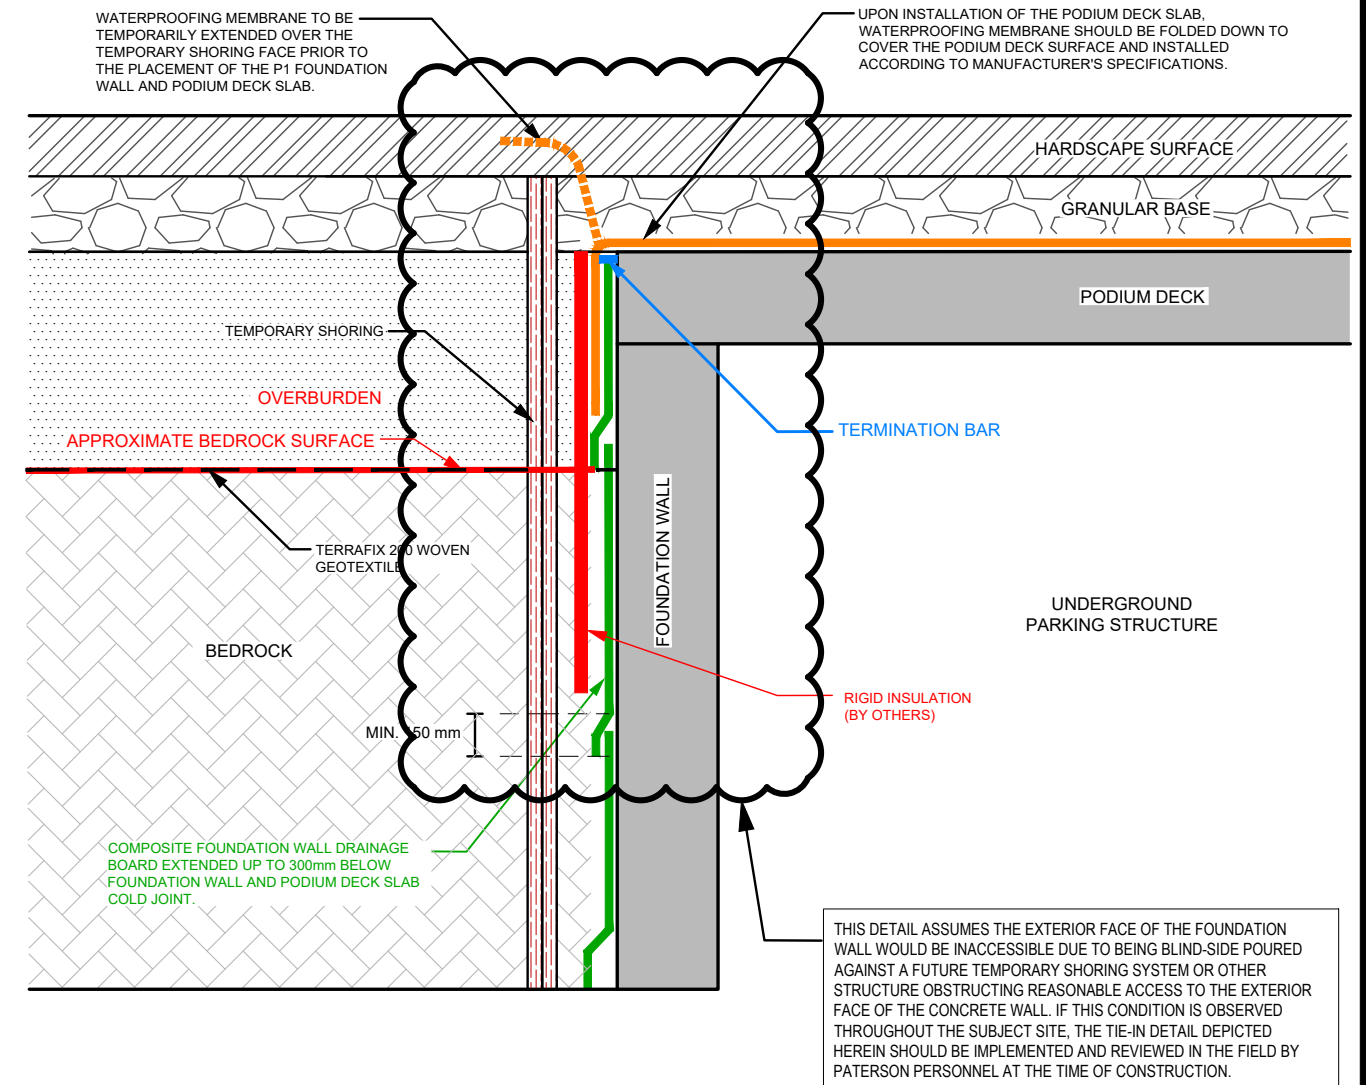 WATERPROOFING MEMBRANE TO BE
TEMPORARILY EXTENDED OVER THE
TEMPORARY SHORING FACE PRIOR TO
THE PLACEMENT OF THE P1 FOUNDATION
WALL AND PODIUM DECK SLAB.
UPON INSTALLATION OF THE PODIUM DECK SLAB,
WATERPROOFING MEMBRANE SHOULD BE FOLDED DOWN TO
COVER THE PODIUM DECK SURFACE AND INSTALLED
ACCORDING TO MANUFACTURER'S SPECIFICATIONS.
HARDSCAPE SURFACE
GRANULAR BASE
PODIUM DECK
TEMPORARY SHORING
OVERBURDEN
APPROXIMATE BEDROCK SURFACE
TERMINATION BAR
TERRAFIX 200 WOVEN
GEOTEXTILE
FOUNDATION WALL
UNDERGROUND
PARKING STRUCTURE
BEDROCK
RIGID INSULATION
(BY OTHERS)
MIN. 150 mm
COMPOSITE FOUNDATION WALL DRAINAGE
BOARD EXTENDED UP TO 300mm BELOW
FOUNDATION WALL AND PODIUM DECK SLAB
COLD JOINT.
THIS DETAIL ASSUMES THE EXTERIOR FACE OF THE FOUNDATION
WALL WOULD BE INACCESSIBLE DUE TO BEING BLIND-SIDE POURED
AGAINST A FUTURE TEMPORARY SHORING SYSTEM OR OTHER
STRUCTURE OBSTRUCTING REASONABLE ACCESS TO THE EXTERIOR
FACE OF THE CONCRETE WALL. IF THIS CONDITION IS OBSERVED
THROUGHOUT THE SUBJECT SITE, THE TIE-IN DETAIL DEPICTED
HEREIN SHOULD BE IMPLEMENTED AND REVIEWED IN THE FIELD BY
PATERSON PERSONNEL AT THE TIME OF CONSTRUCTION.